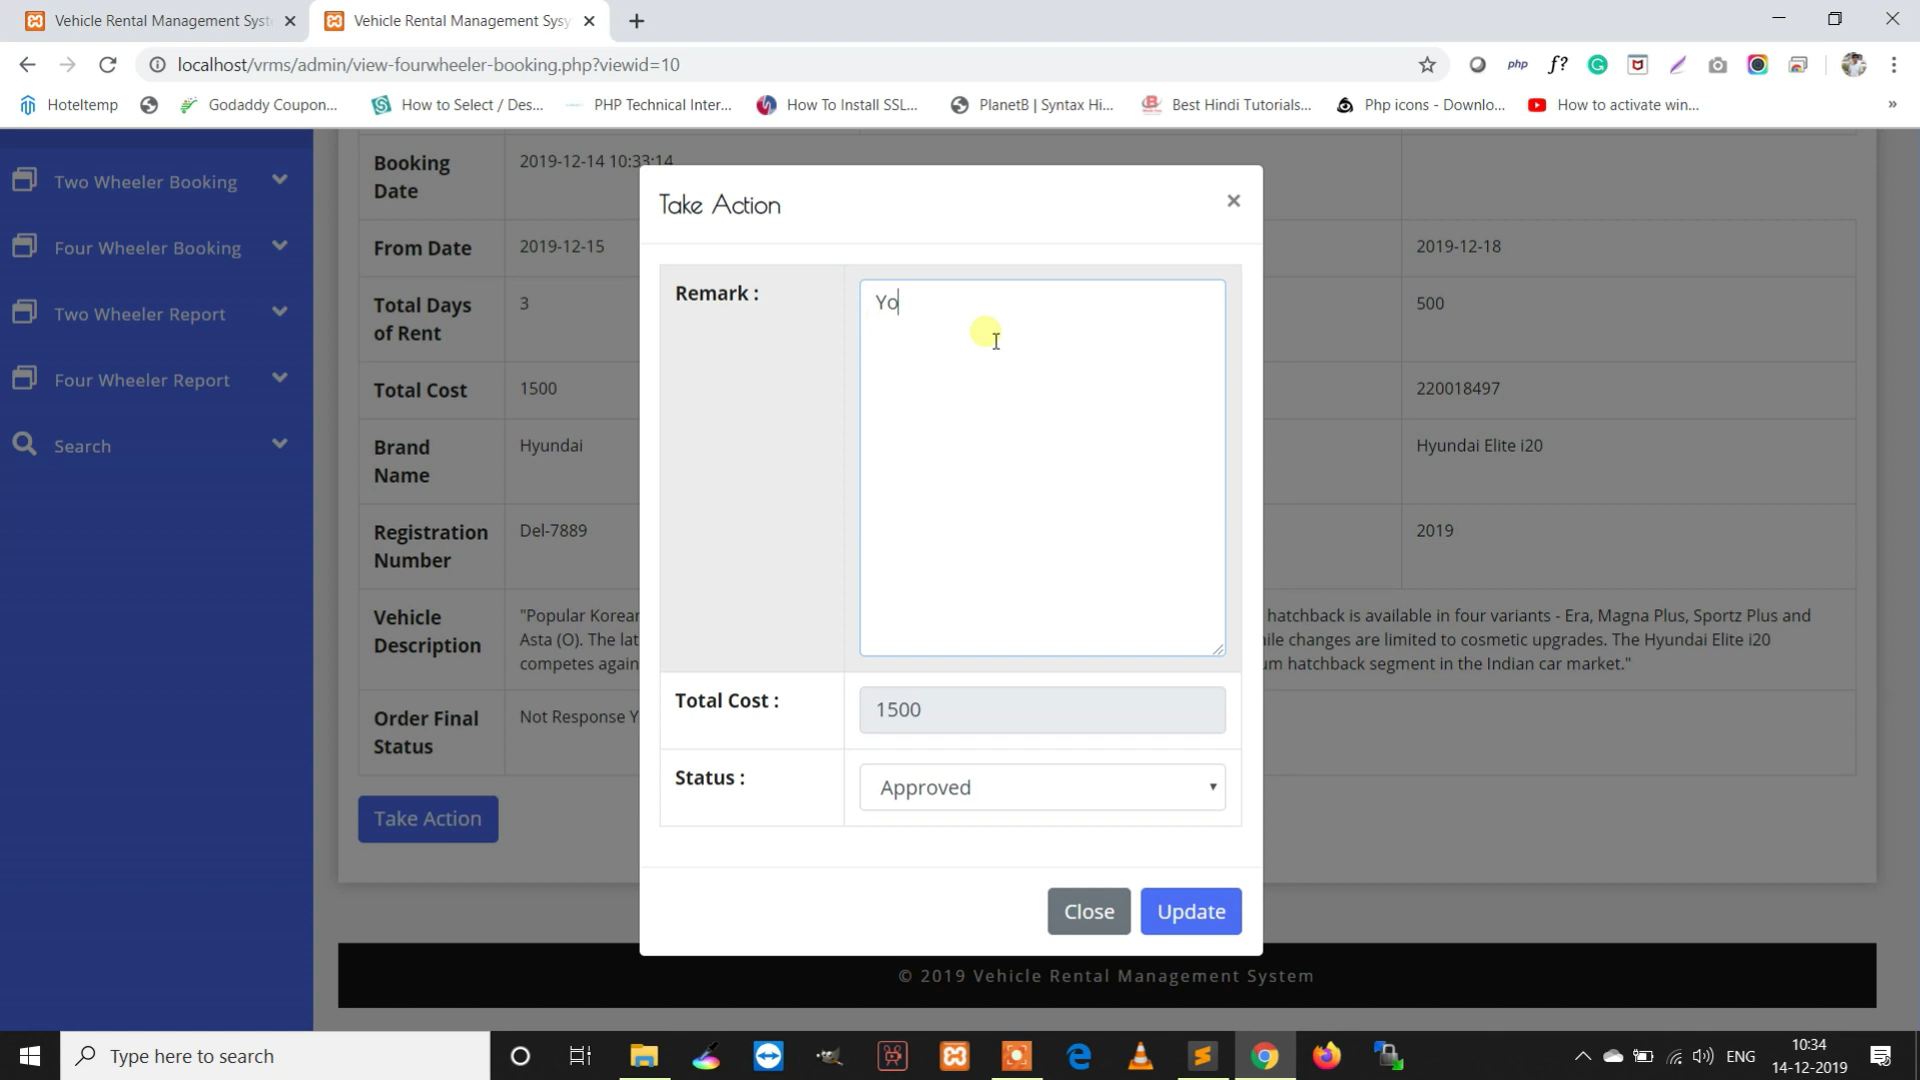 Vehicle Rental Management Syste
Vehicle Rental Management Sysy
localhost/vrms/admin/view-fourwheeler-booking.php?viewid=10
php
f?
Hoteltemp
Godaddy Coupon...
How to Select / Des...
PHP Technical Inter...
How To Install SSL...
PlanetB | Syntax Hi...
Best Hindi Tutorials...
Php icons - Downlo...
How to activate win...
»
Two Wheeler Booking
Four Wheeler Booking
Two Wheeler Report
Four Wheeler Report
Search
Booking
Date
2019-12-14 10:33:14
From Date
2019-12-15
2019-12-18
Total Days
of Rent
3
500
Total Cost
1500
220018497
Brand
Name
Hyundai
Hyundai Elite i20
Registration
Number
Del-7889
2019
Vehicle
Description
"Popular Korean
hatchback is available in four variants - Era, Magna Plus, Sportz Plus and
Asta (O). The lat
ile changes are limited to cosmetic upgrades. The Hyundai Elite i20
competes again
um hatchback segment in the Indian car market."
Order Final
Status
Not Response Y
Take Action
Take Action
×
Remark :
Yo
Total Cost :
1500
Status :
Approved
Close
Update
© 2019 Vehicle Rental Management System
Type here to search
ENG
10:34
14-12-2019